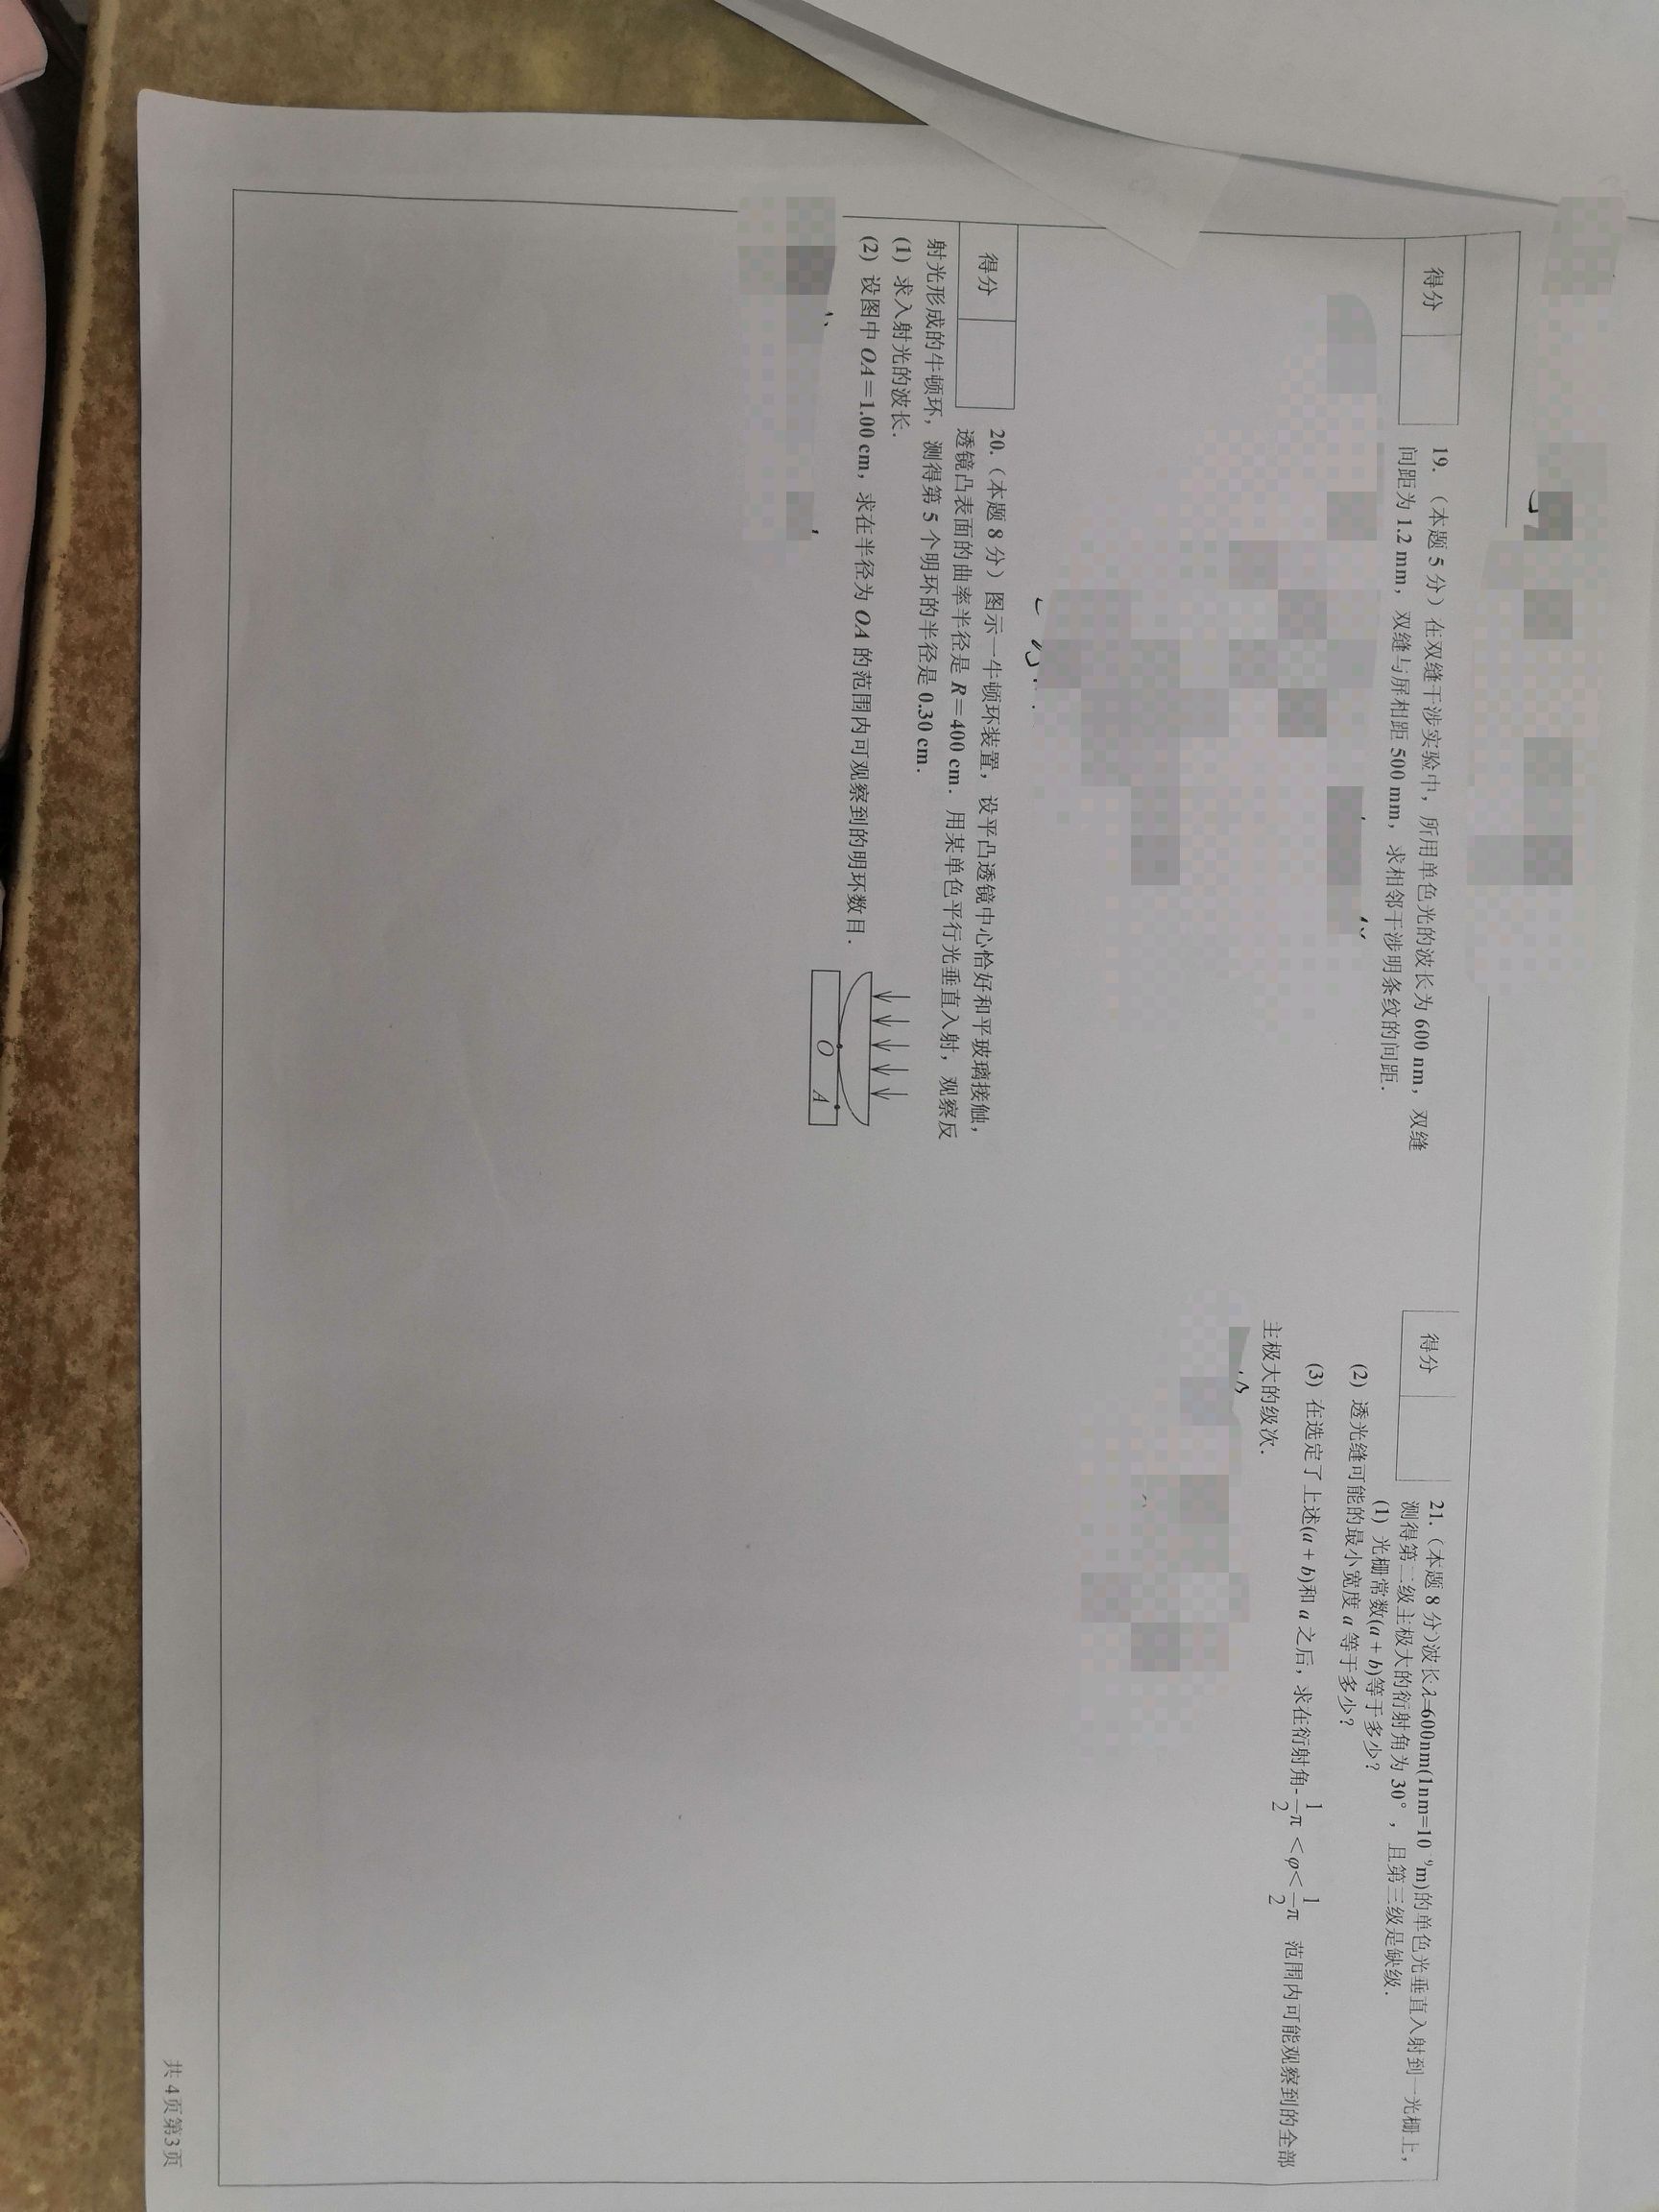 得分
19. （本题 5 分）在双缝干涉实验中，所用单色光的波长为 600 nm，双缝
间距为 1.2 mm，双缝与屏相距 500 mm，求相邻干涉明条纹的间距．
得分
20.（本题 8 分）图示一牛顿环装置，设平凸透镜中心恰好和平玻璃接触，
透镜凸表面的曲率半径是 R＝400 cm．用某单色平行光垂直入射，观察反
射光形成的牛顿环，测得第 5 个明环的半径是 0.30 cm．
(1) 求入射光的波长．
(2) 设图中 OA＝1.00 cm，求在半径为 OA 的范围内可观察到的明环数目．
O A
得分
21.（本题 8 分）波长λ=600nm(1nm=10⁻⁹m)的单色光垂直入射到一光栅上，
测得第二级主极大的衍射角为 30°，且第三级是缺级．
(1) 光栅常数(a + b)等于多少？
(2) 透光缝可能的最小宽度 a 等于多少？
(3) 在选定了上述(a + b)和 a 之后，求在衍射角-1/2π＜φ＜1/2π 范围内可能观察到的全部
主极大的级次．
共 4页第3页